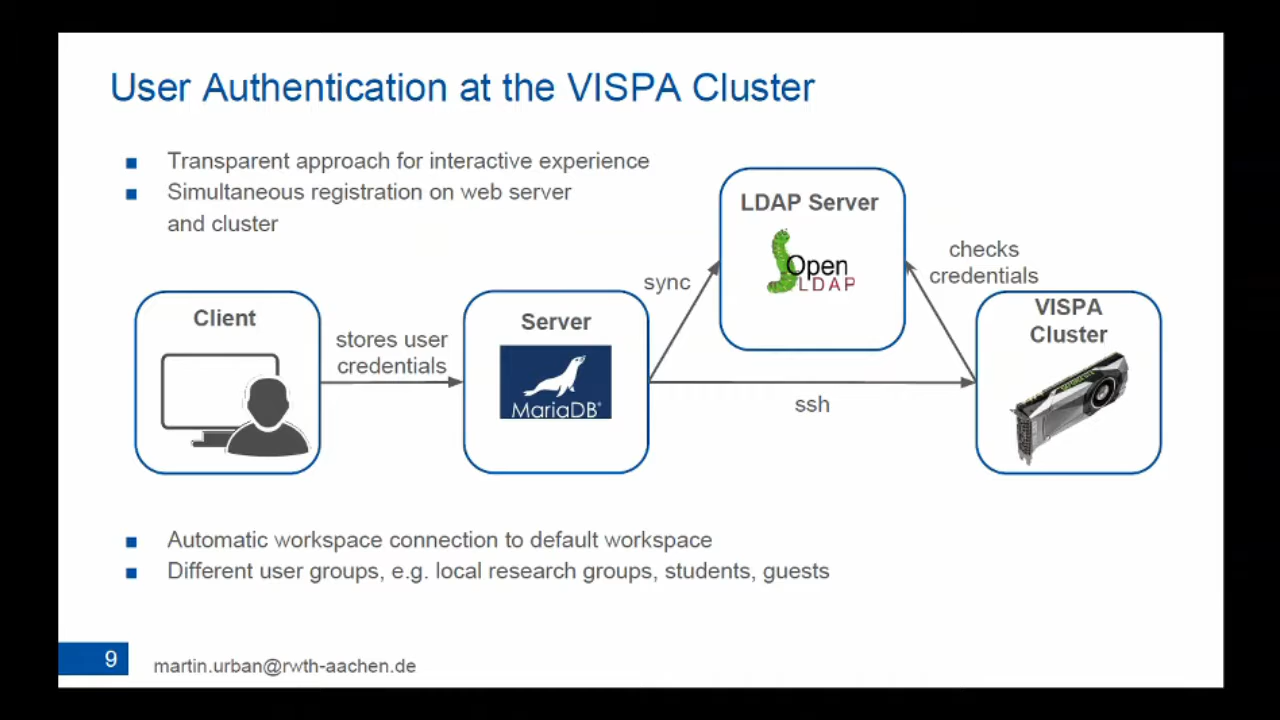 User Authentication at the VISPA Cluster
■ Transparent approach for interactive experience
■ Simultaneous registration on web server
and cluster
LDAP Server
Open
LDAP
checks
credentials
sync
Client
stores user
credentials
Server
MariaDB
ssh
VISPA
Cluster
■ Automatic workspace connection to default workspace
■ Different user groups, e.g. local research groups, students, guests
9
martin.urban@rwth-aachen.de